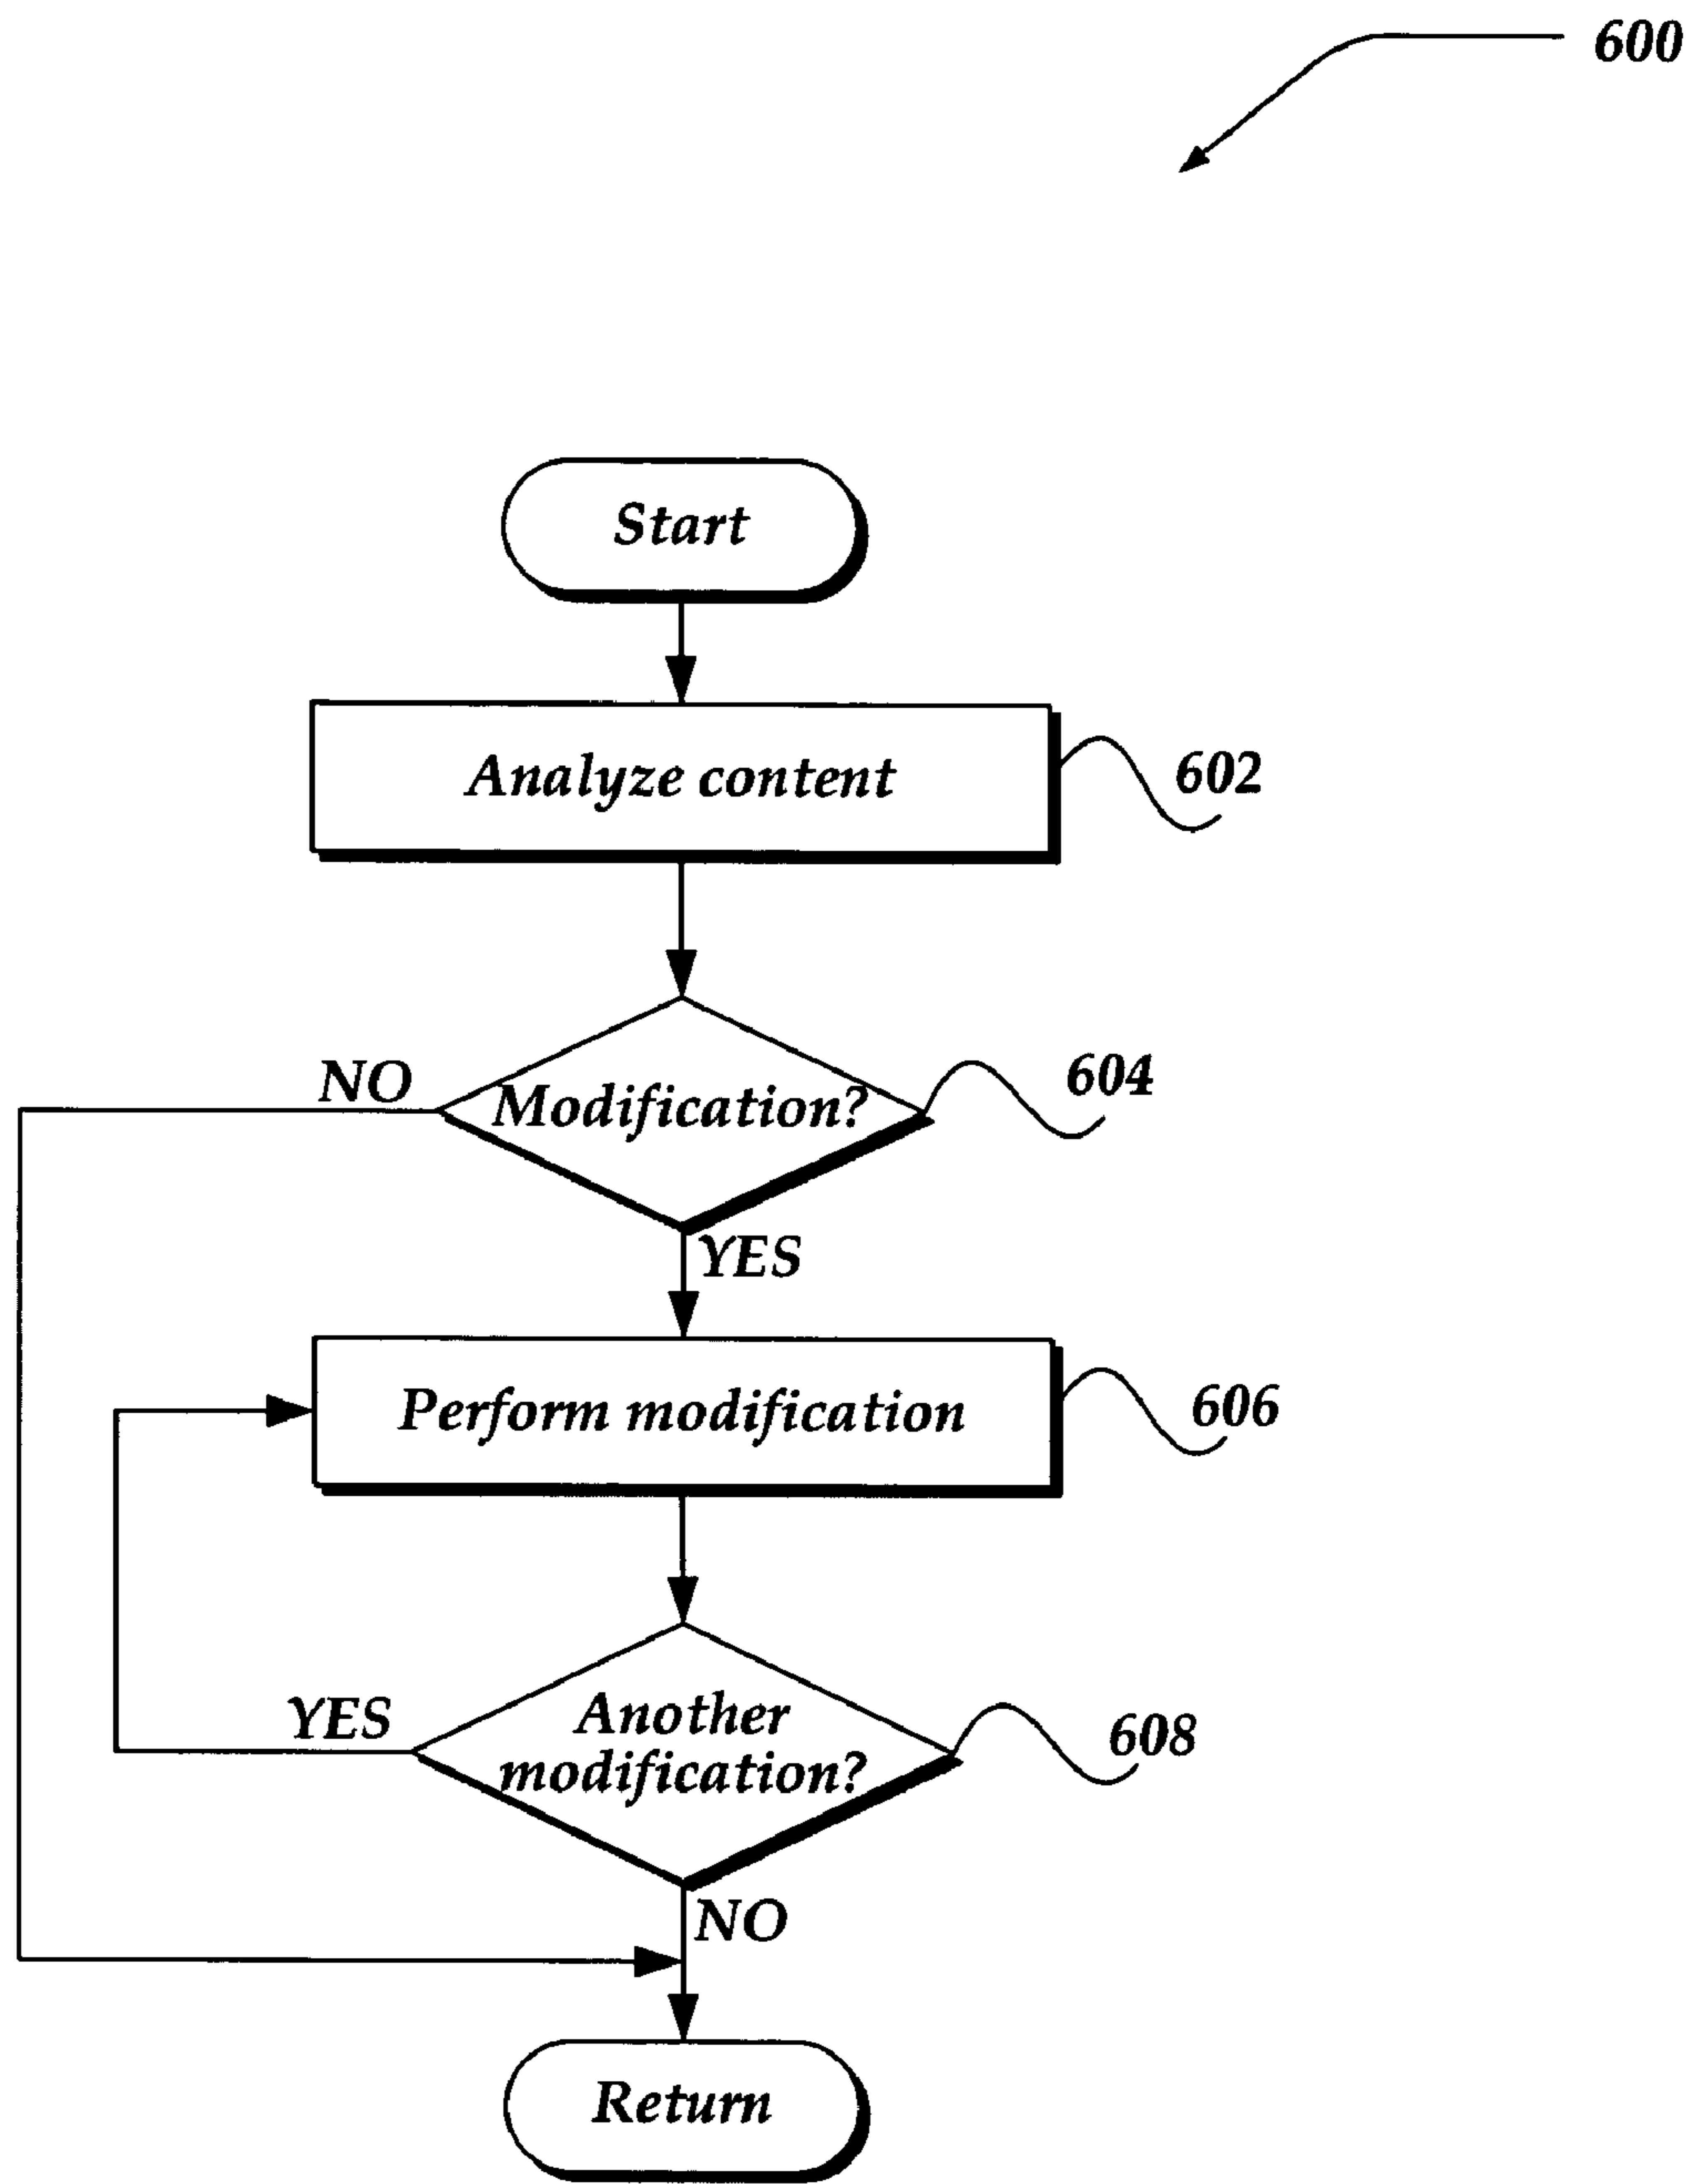 600
Start
Analyze content
602
NO
Modification?
604
YES
Perform modification
606
YES
Another
modification?
608
NO
Return